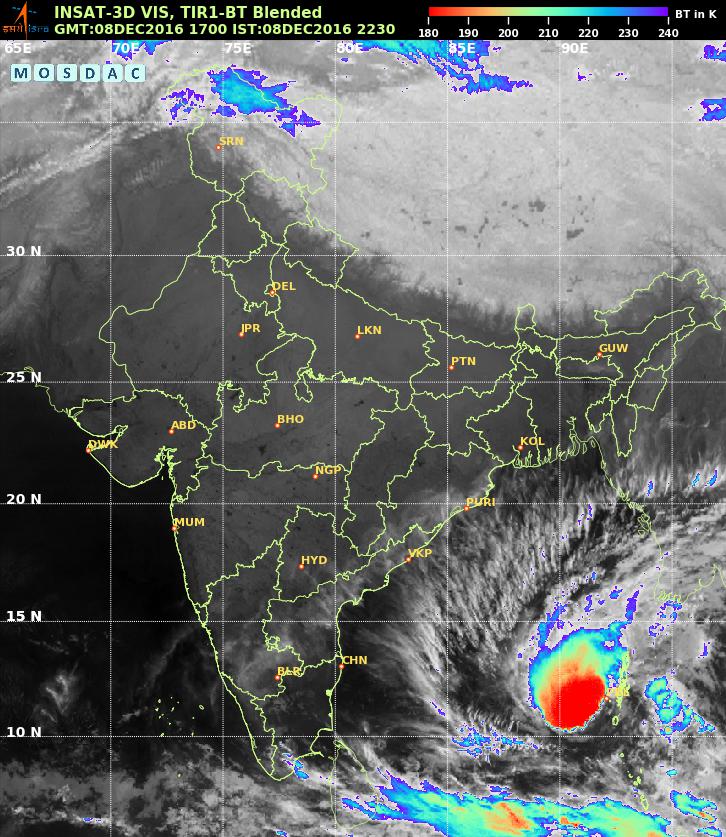 INSAT-3D VIS, TIR1-BT Blended
GMT:08DEC2016 1700 IST:08DEC2016 2230
BT in K
180 190 200 210 220 230 240
65E 70E 75E 80E 85E 90E
MOSDAC
SRN
30 N
DEL
JPR LKN
GUW
PTN
25 N
ABD BHO
DWK KOL
NGP
20 N PURI
MUM
VKP
HYD
15 N
CHN
BLR
10 N